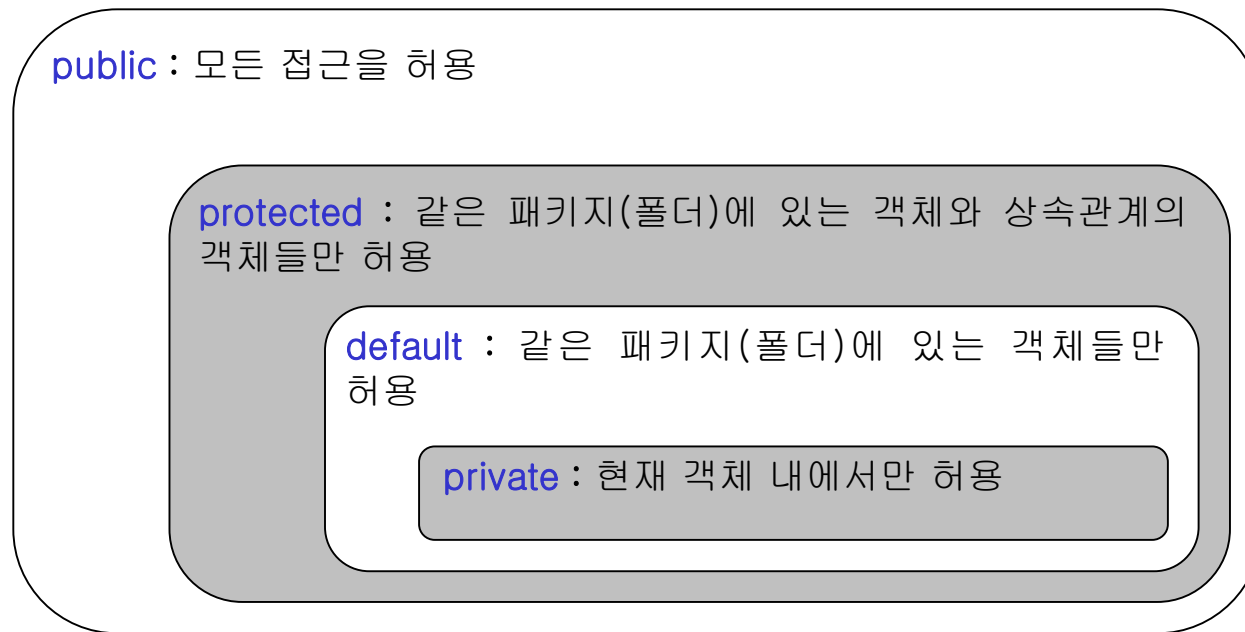 public : 모든 접근을 허용
protected : 같은 패키지(폴더)에 있는 객체와 상속관계의
객체들만 허용
default : 같은 패키지(폴더)에 있는 객체들만
허용
private : 현재 객체 내에서만 허용